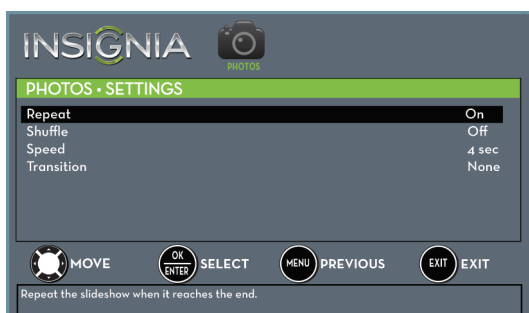 INSIGNIA
PHOTOS
PHOTOS • SETTINGS
Repeat On
Shuffle Off
Speed 4 sec
Transition None
MOVE OK ENTER SELECT MENU PREVIOUS EXIT EXIT
Repeat the slideshow when it reaches the end.